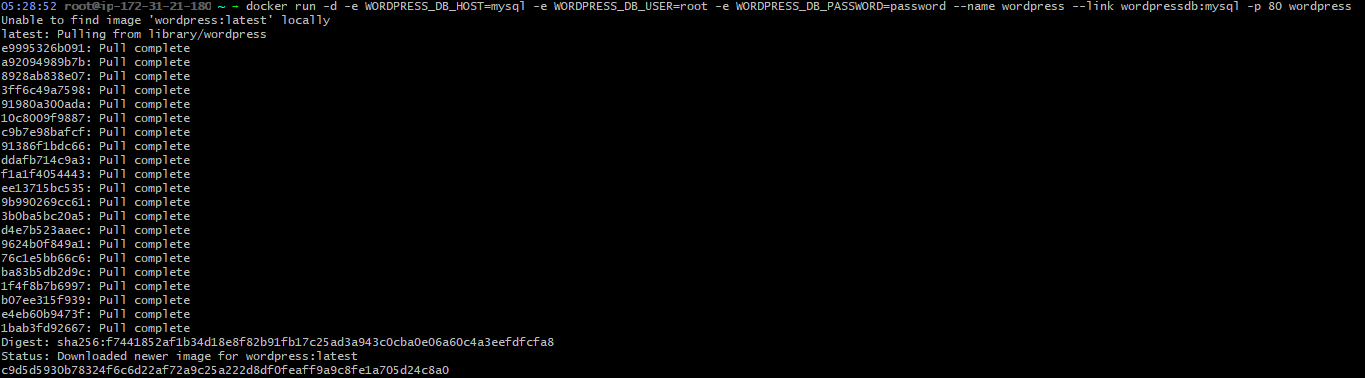 05:28:52 root@ip-172-31-21-180 ~ → docker run -d -e WORDPRESS_DB_HOST=mysql -e WORDPRESS_DB_USER=root -e WORDPRESS_DB_PASSWORD=password --name wordpress --link wordpressdb:mysql -p 80 wordpress
Unable to find image 'wordpress:latest' locally
latest: Pulling from library/wordpress
e9995326b091: Pull complete
a92094989b7b: Pull complete
8928ab838e07: Pull complete
3ff6c49a7598: Pull complete
91980a300ada: Pull complete
10c8009f9887: Pull complete
c9b7e98bafcf: Pull complete
91386f1bdc66: Pull complete
ddafb714c9a3: Pull complete
f1a1f4054443: Pull complete
ee13715bc535: Pull complete
9b990269cc61: Pull complete
3b0ba5bc20a5: Pull complete
d4e7b523aaec: Pull complete
9624b0f849a1: Pull complete
76c1e5bb66c6: Pull complete
ba83b5db2d9c: Pull complete
1f4f8b7b6997: Pull complete
b07ee315f939: Pull complete
e4eb60b9473f: Pull complete
1bab3fd92667: Pull complete
Digest: sha256:f7441852af1b34d18e8f82b91fb17c25ad3a943c0cba0e06a60c4a3eefdfcfa8
Status: Downloaded newer image for wordpress:latest
c9d5d5930b78324f6c6d22af72a9c25a222d8df0feaff9a9c8fe1a705d24c8a0